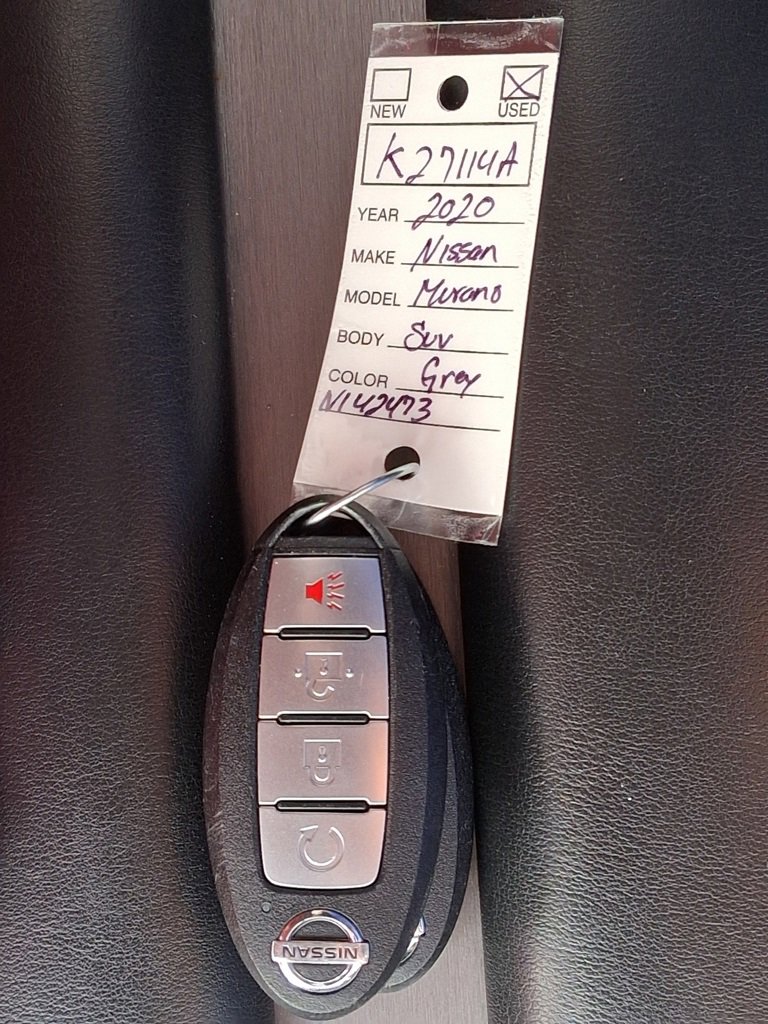 NEW USED
K27114A
YEAR 2020
MAKE Nissan
MODEL Murano
BODY Suv
COLOR Grey
N142473
NISSAN